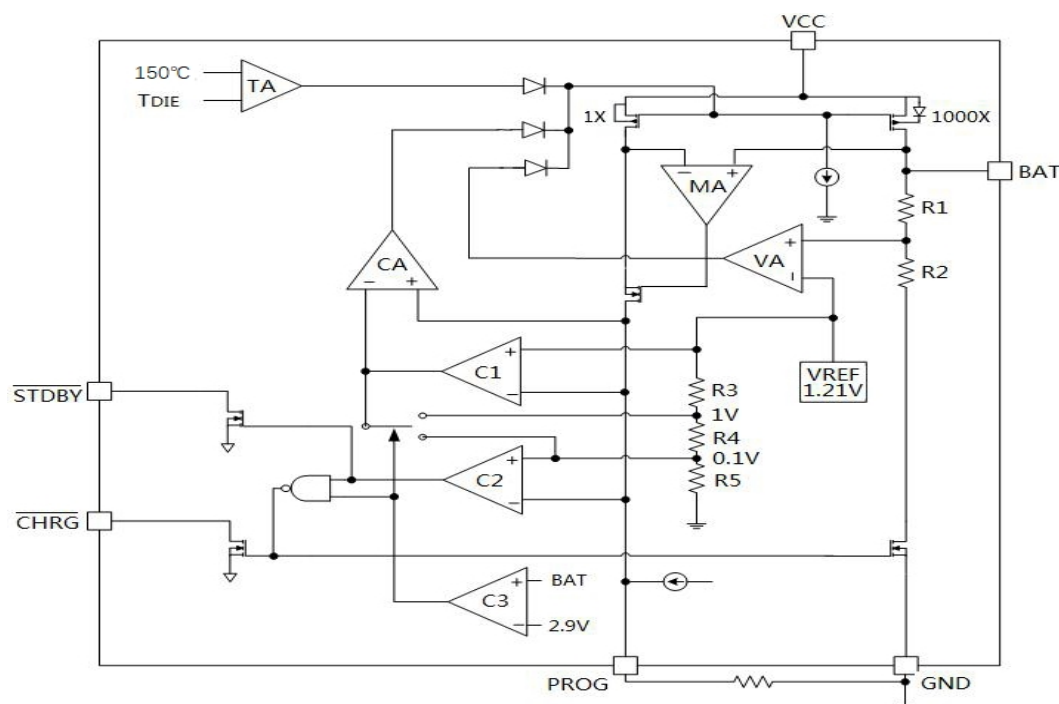 VCC
150℃
TA
TDIE
1X
1000X
MA
BAT
R1
VA
R2
CA
C1
VREF
1.21V
R3
STDBY
1V
R4
0.1V
C2
R5
CHRG
C3
BAT
2.9V
PROG
GND